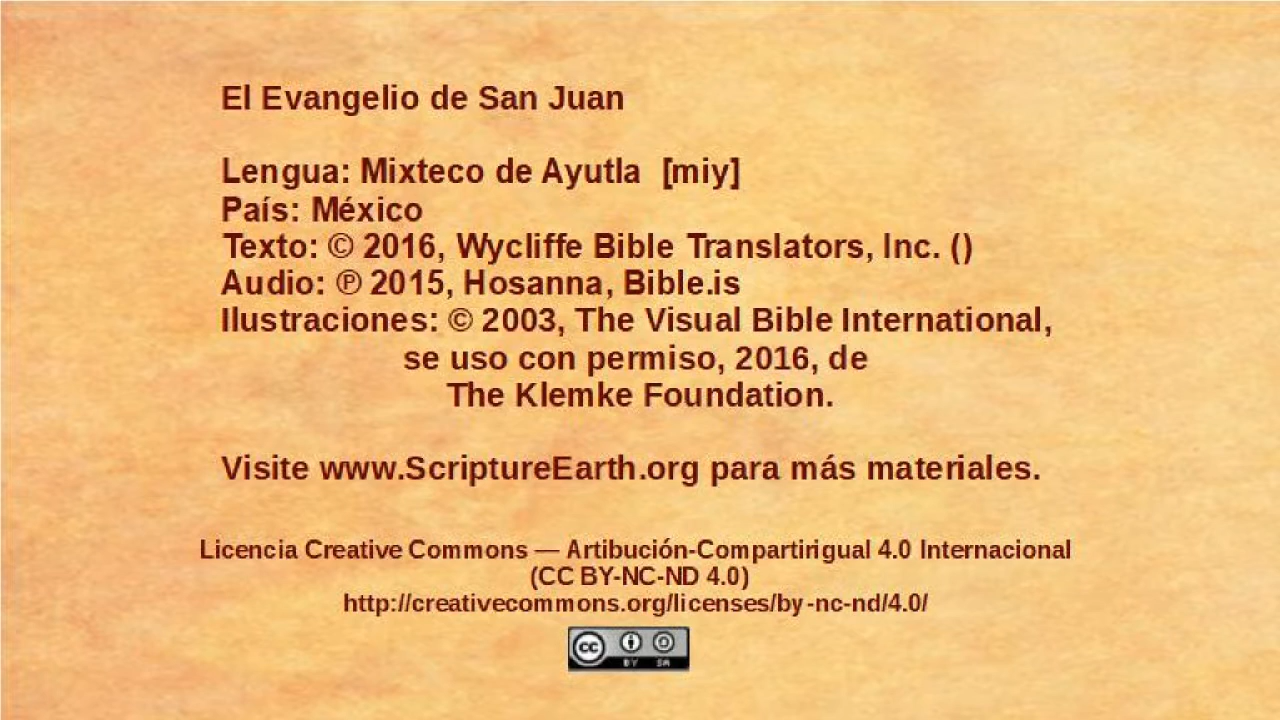 El Evangelio de San Juan
Lengua: Mixteco de Ayutla [miy]
País: México
Texto: © 2016, Wycliffe Bible Translators, Inc. ()
Audio: ℗ 2015, Hosanna, Bible.is
Ilustraciones: © 2003, The Visual Bible International,
se uso con permiso, 2016, de
The Klemke Foundation.
Visite www.ScriptureEarth.org para más materiales.
Licencia Creative Commons — Artibución-Compartirigual 4.0 Internacional
(CC BY-NC-ND 4.0)
http://creativecommons.org/licenses/by-nc-nd/4.0/
cc BY SA